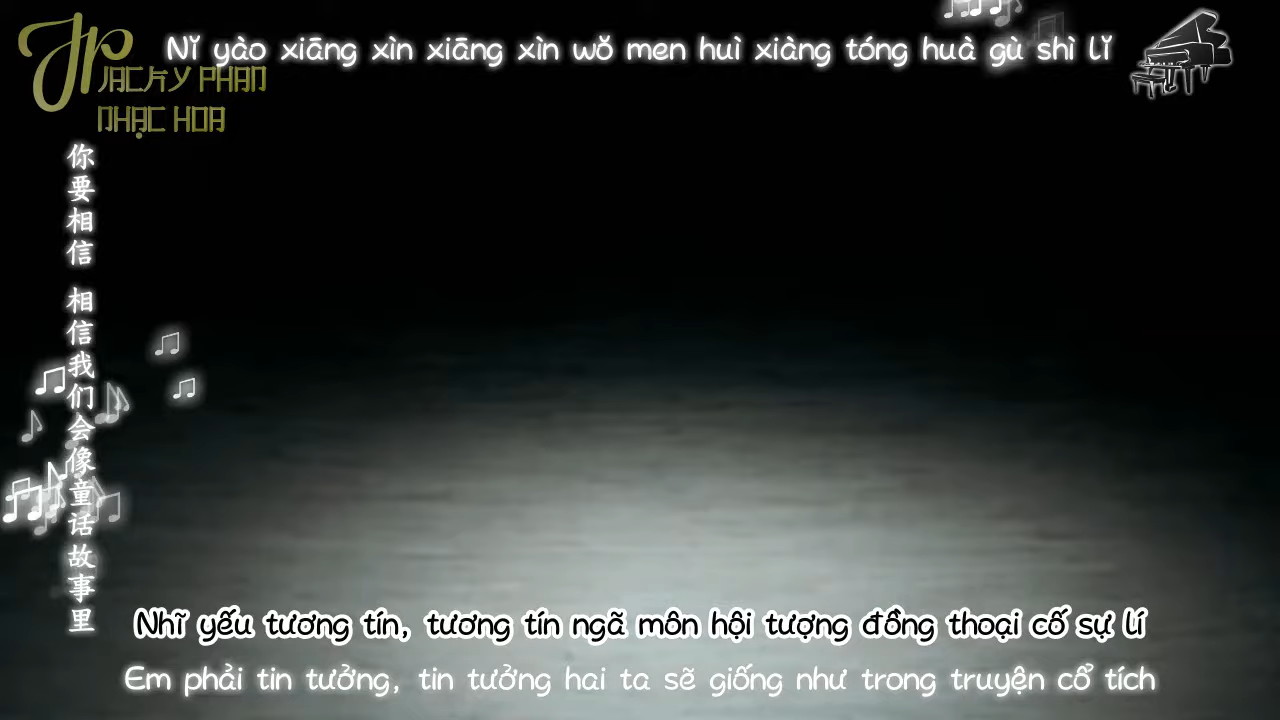 Nǐ yào xiāng xìn xiāng xìn wǒ men huì xiàng tóng huà gù shì lǐ
JP
JACKY PHAN
NHẠC HOA
你要相信 相信我们会像童话故事里
Nhĩ yếu tương tín, tương tín ngã môn hội tượng đồng thoại cố sự lí
Em phải tin tưởng, tin tưởng hai ta sẽ giống như trong truyện cổ tích